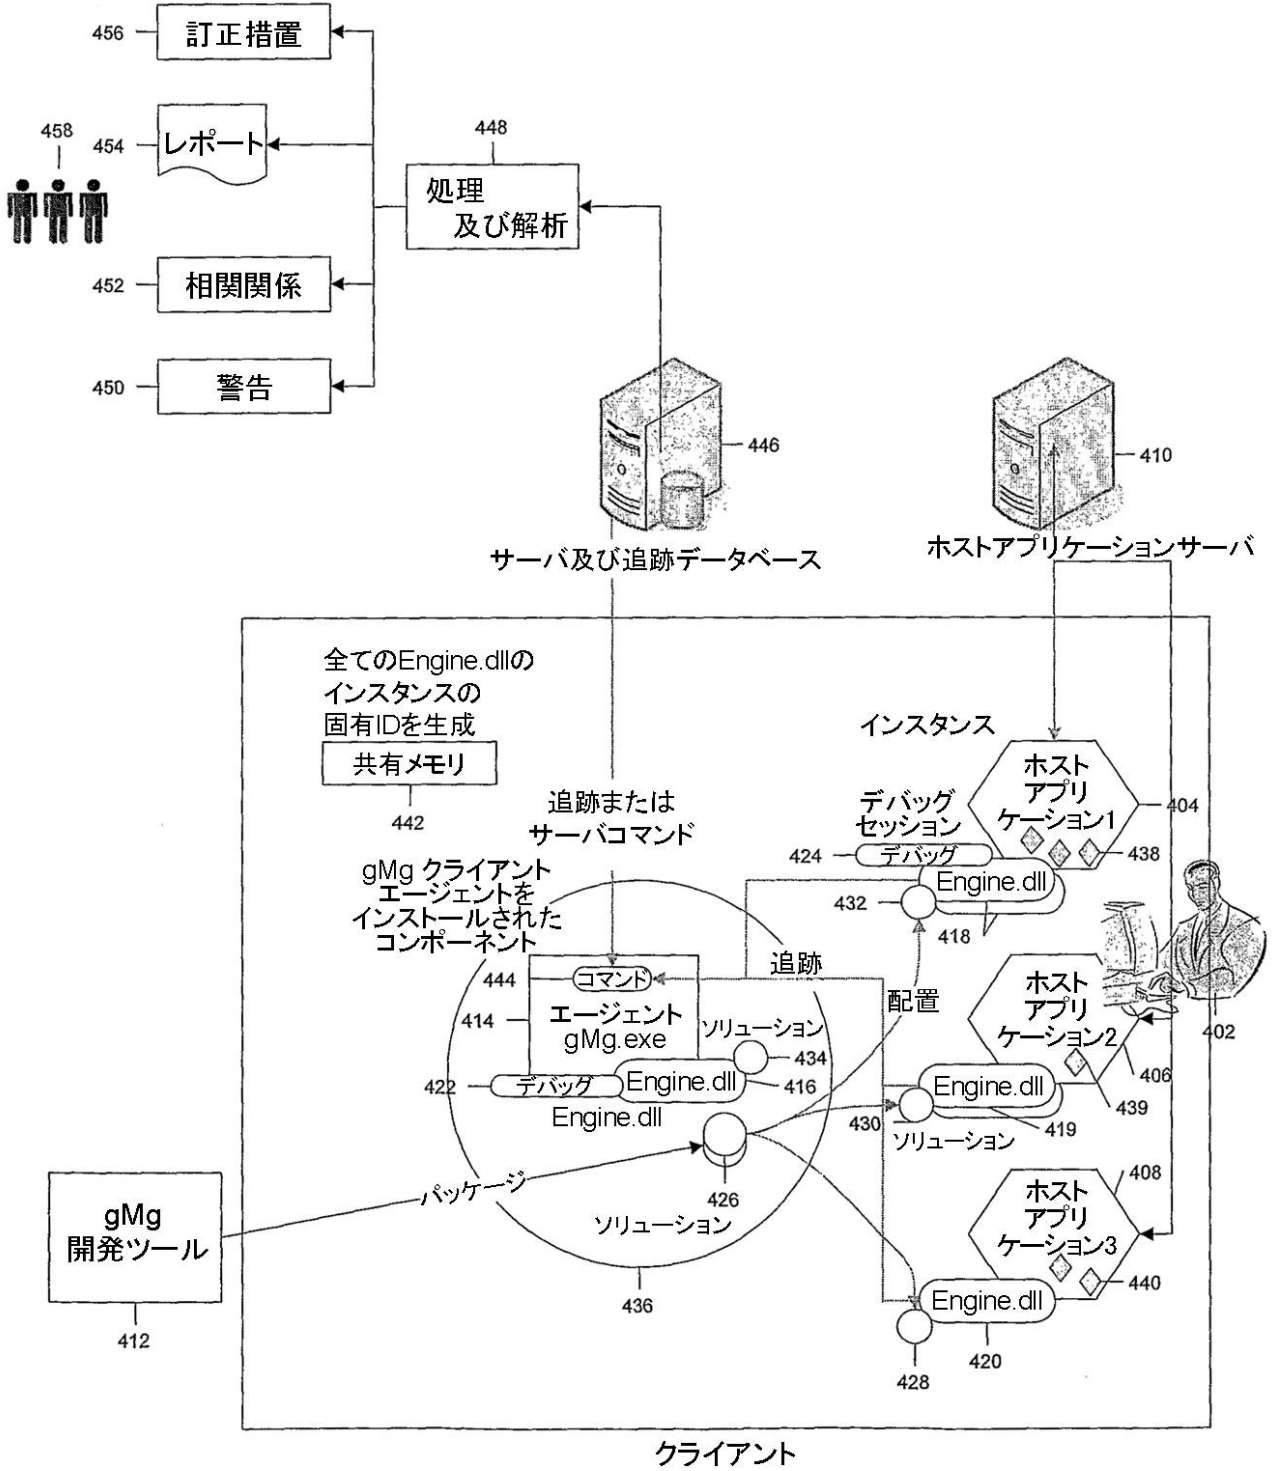 456
訂正措置
458
454
レポート
448
処理
及び解析
452
相関関係
450
警告
446
410
サーバ及び追跡データベース
ホストアプリケーションサーバ
全てのEngine.dllの
インスタンスの
固有IDを生成
共有メモリ
442
インスタンス
ホスト
アプリ
ケーション1
404
438
追跡または
サーバコマンド
デバッグ
セッション
424
デバッグ
Engine.dll
432
418
gMg クライアント
エージェントを
インストールされた
コンポーネント
追跡
配置
444
コマンド
414
エージェント
gMg.exe
ソリューション
434
422
デバッグ
Engine.dll
416
Engine.dll
ホスト
アプリ
ケーション2
402
406
439
Engine.dll
430
419
ソリューション
426
パッケージ
ソリューション
gMg
開発ツール
412
436
408
ホスト
アプリ
ケーション3
440
Engine.dll
420
428
クライアント